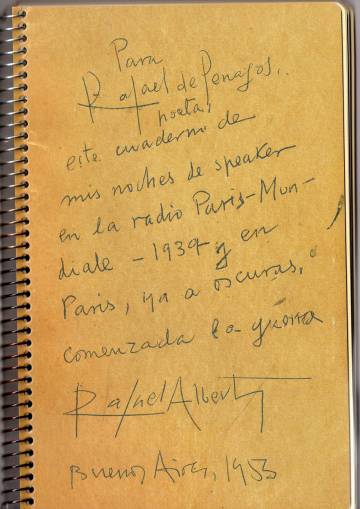 Para
Rafael de Penagos,
poeta,
este cuaderno de
mis noches de speaker
en la radio Paris-Mun-
diale - 1939 y en
Paris, ya a oscuras,
comenzada la guerra
Rafael Alberti
Buenos Aires, 1953